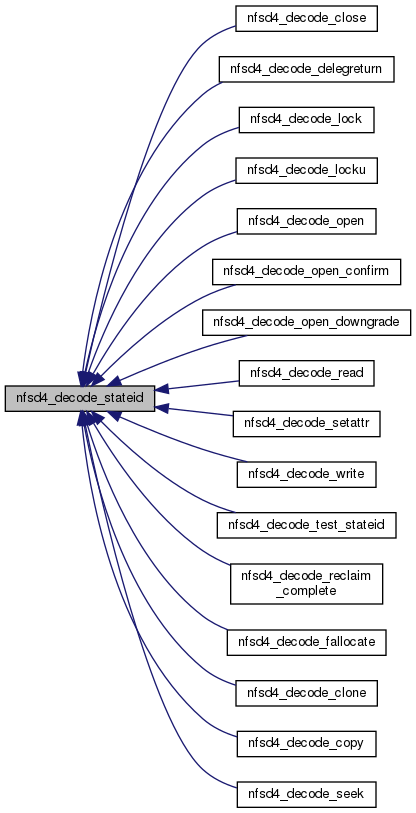 nfsd4_decode_close
nfsd4_decode_delegreturn
nfsd4_decode_lock
nfsd4_decode_locku
nfsd4_decode_open
nfsd4_decode_open_confirm
nfsd4_decode_open_downgrade
nfsd4_decode_read
nfsd4_decode_stateid
nfsd4_decode_setattr
nfsd4_decode_write
nfsd4_decode_test_stateid
nfsd4_decode_reclaim
_complete
nfsd4_decode_fallocate
nfsd4_decode_clone
nfsd4_decode_copy
nfsd4_decode_seek